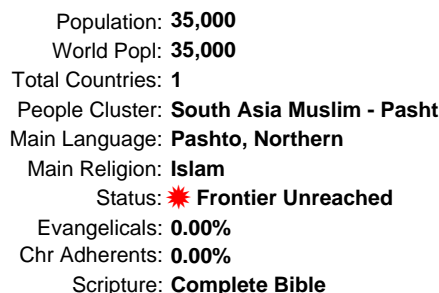 Population: 35,000
World Popl: 35,000
Total Countries: 1
People Cluster: South Asia Muslim - Pasht
Main Language: Pashto, Northern
Main Religion: Islam
Status: Frontier Unreached
Evangelicals: 0.00%
Chr Adherents: 0.00%
Scripture: Complete Bible